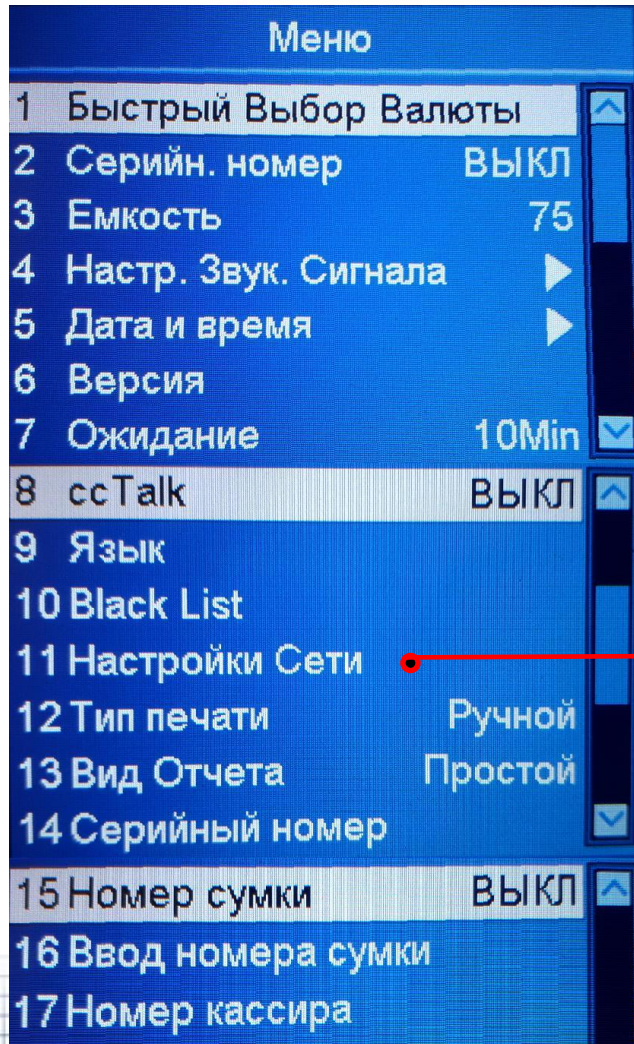 Меню
1 Быстрый Выбор Валюты
2 Серийн. номер ВЫКЛ
3 Емкость 75
4 Настр. Звук. Сигнала
5 Дата и время
6 Версия
7 Ожидание 10Min
8 ccTalk ВЫКЛ
9 Язык
10 Black List
11 Настройки Сети
12 Тип печати Ручной
13 Вид Отчета Простой
14 Серийный номер
15 Номер сумки ВЫКЛ
16 Ввод номера сумки
17 Номер кассира